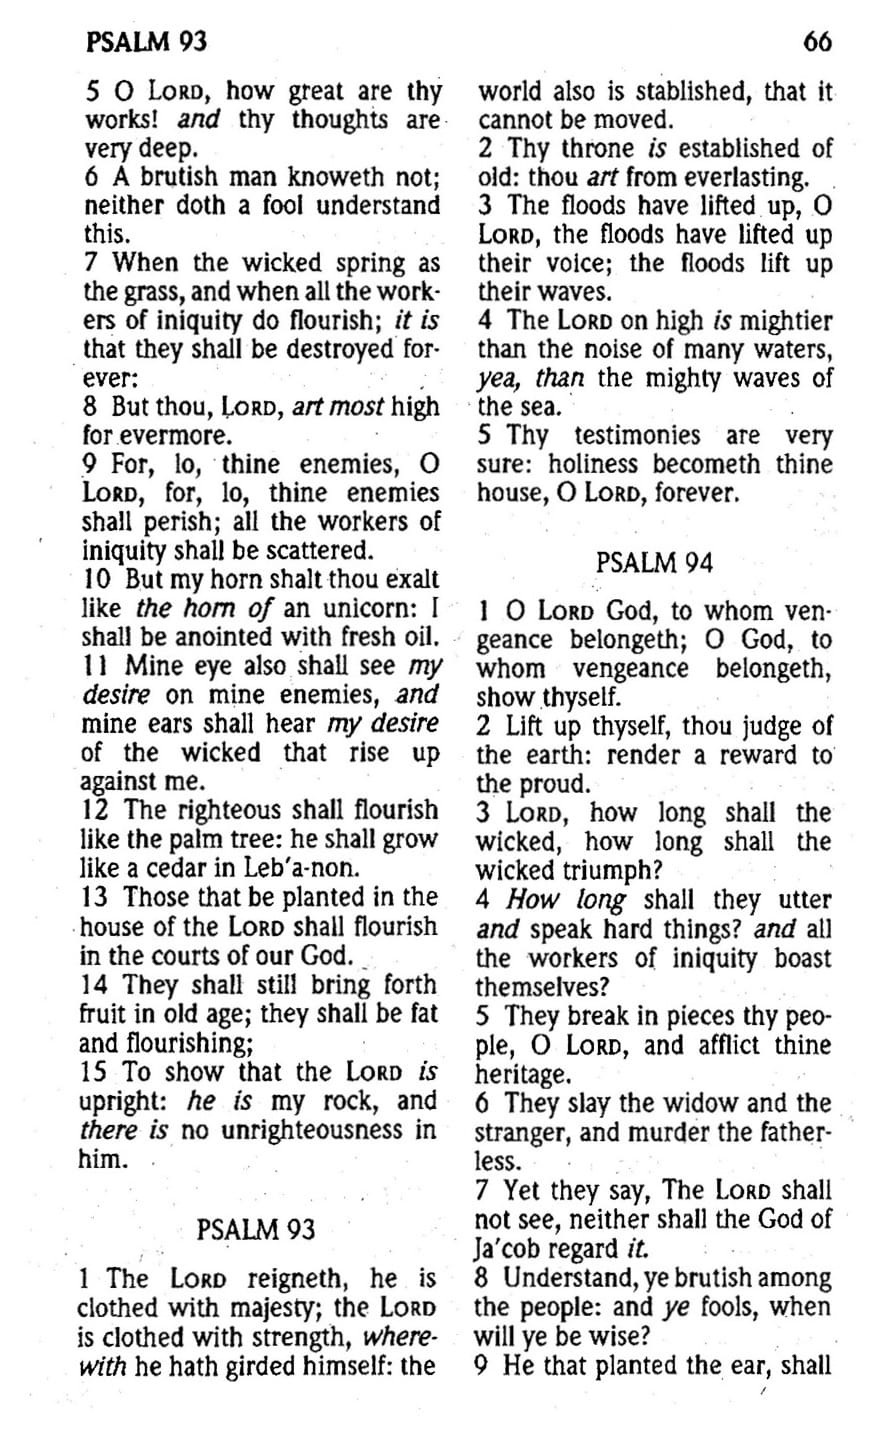 PSALM 93
66
5 O LORD, how great are thy
works! and thy thoughts are
very deep.
6 A brutish man knoweth not;
neither doth a fool understand
this.
7 When the wicked spring as
the grass, and when all the work-
ers of iniquity do flourish; it is
that they shall be destroyed for-
ever:
8 But thou, LORD, art most high
for evermore.
9 For, lo, thine enemies, O
LORD, for, lo, thine enemies
shall perish; all the workers of
iniquity shall be scattered.
10 But my horn shalt thou exalt
like the horn of an unicorn: I
shall be anointed with fresh oil.
11 Mine eye also shall see my
desire on mine enemies, and
mine ears shall hear my desire
of the wicked that rise up
against me.
12 The righteous shall flourish
like the palm tree: he shall grow
like a cedar in Leb'a-non.
13 Those that be planted in the
house of the LORD shall flourish
in the courts of our God.
14 They shall still bring forth
fruit in old age; they shall be fat
and flourishing;
15 To show that the LORD is
upright: he is my rock, and
there is no unrighteousness in
him.
PSALM 93
1 The LORD reigneth, he is
clothed with majesty; the LORD
is clothed with strength, where-
with he hath girded himself: the
world also is stablished, that it
cannot be moved.
2 Thy throne is established of
old: thou art from everlasting.
3 The floods have lifted up, O
LORD, the floods have lifted up
their voice; the floods lift up
their waves.
4 The LORD on high is mightier
than the noise of many waters,
yea, than the mighty waves of
the sea.
5 Thy testimonies are very
sure: holiness becometh thine
house, O LORD, forever.
PSALM 94
1 O LORD God, to whom ven-
geance belongeth; O God, to
whom vengeance belongeth,
show thyself.
2 Lift up thyself, thou judge of
the earth: render a reward to
the proud.
3 LORD, how long shall the
wicked, how long shall the
wicked triumph?
4 How long shall they utter
and speak hard things? and all
the workers of iniquity boast
themselves?
5 They break in pieces thy peo-
ple, O LORD, and afflict thine
heritage.
6 They slay the widow and the
stranger, and murder the father-
less.
7 Yet they say, The LORD shall
not see, neither shall the God of
Ja'cob regard it.
8 Understand, ye brutish among
the people: and ye fools, when
will ye be wise?
9 He that planted the ear, shall